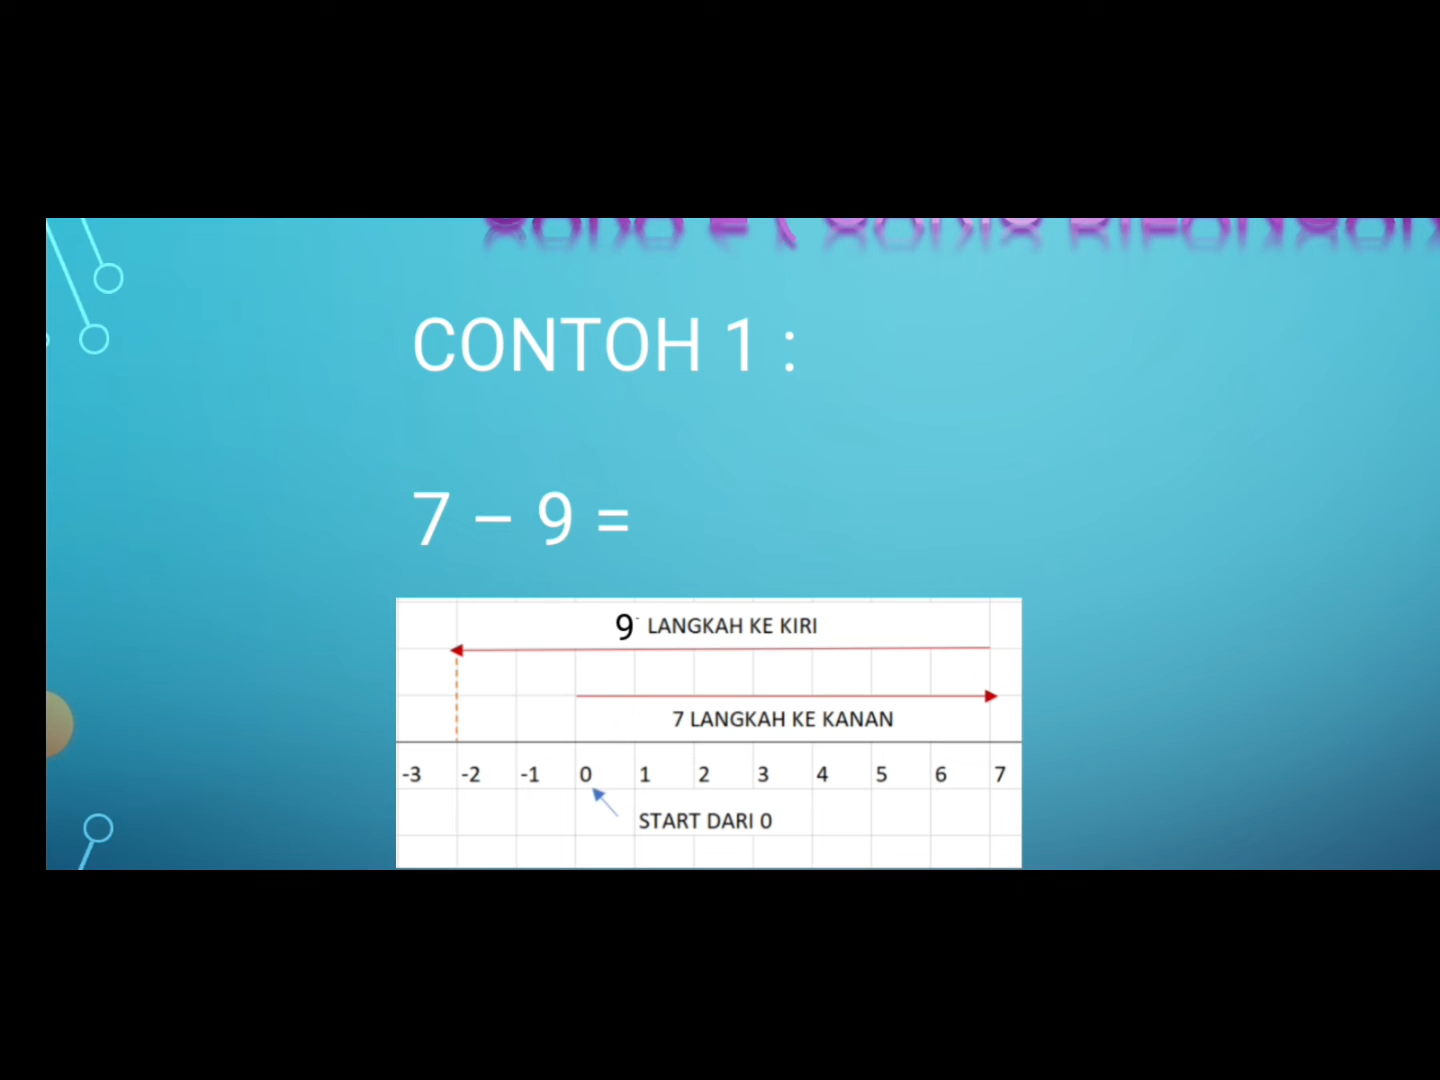 CONTOH 1 :
7 – 9 =
9 LANGKAH KE KIRI
7 LANGKAH KE KANAN
-3 -2 -1 0 1 2 3 4 5 6 7
START DARI 0